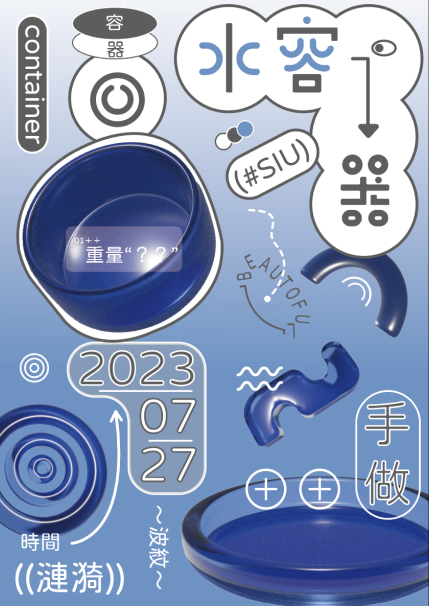 容
器
container
水容
器
(#SIU)
BEAUTOFUL
01++
重量“？？”
2023
07
27
手
做
時間
((漣漪))
~波紋~